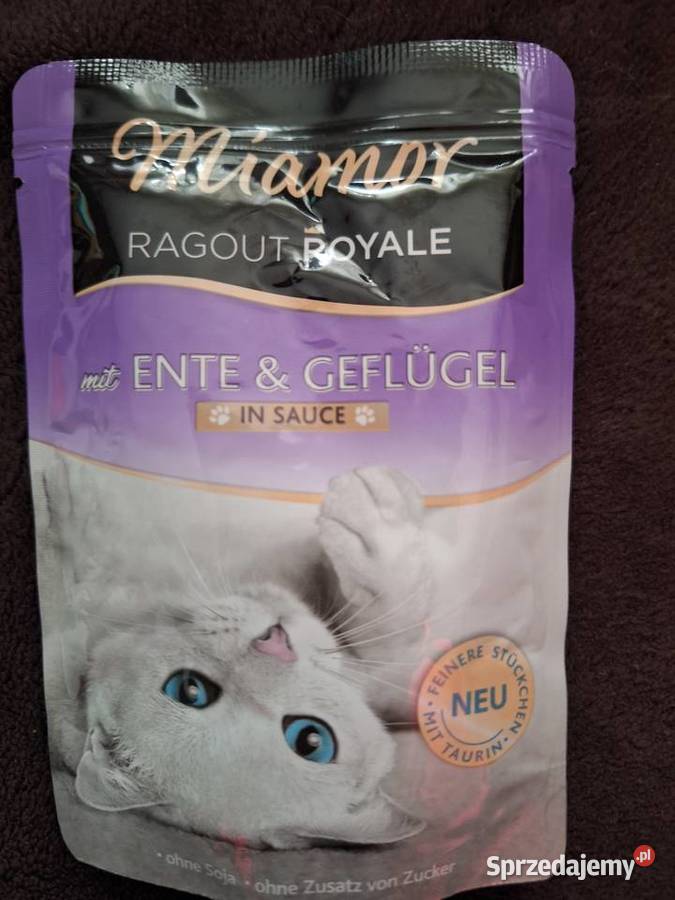 Miamor
RAGOUT ROYALE
mit ENTE & GEFLÜGEL
IN SAUCE
• FEINERE STÜCKCHEN •
NEU
MIT TAURIN
• ohne Soja • ohne Zusatz von Zucker
Sprzedajemy.pl